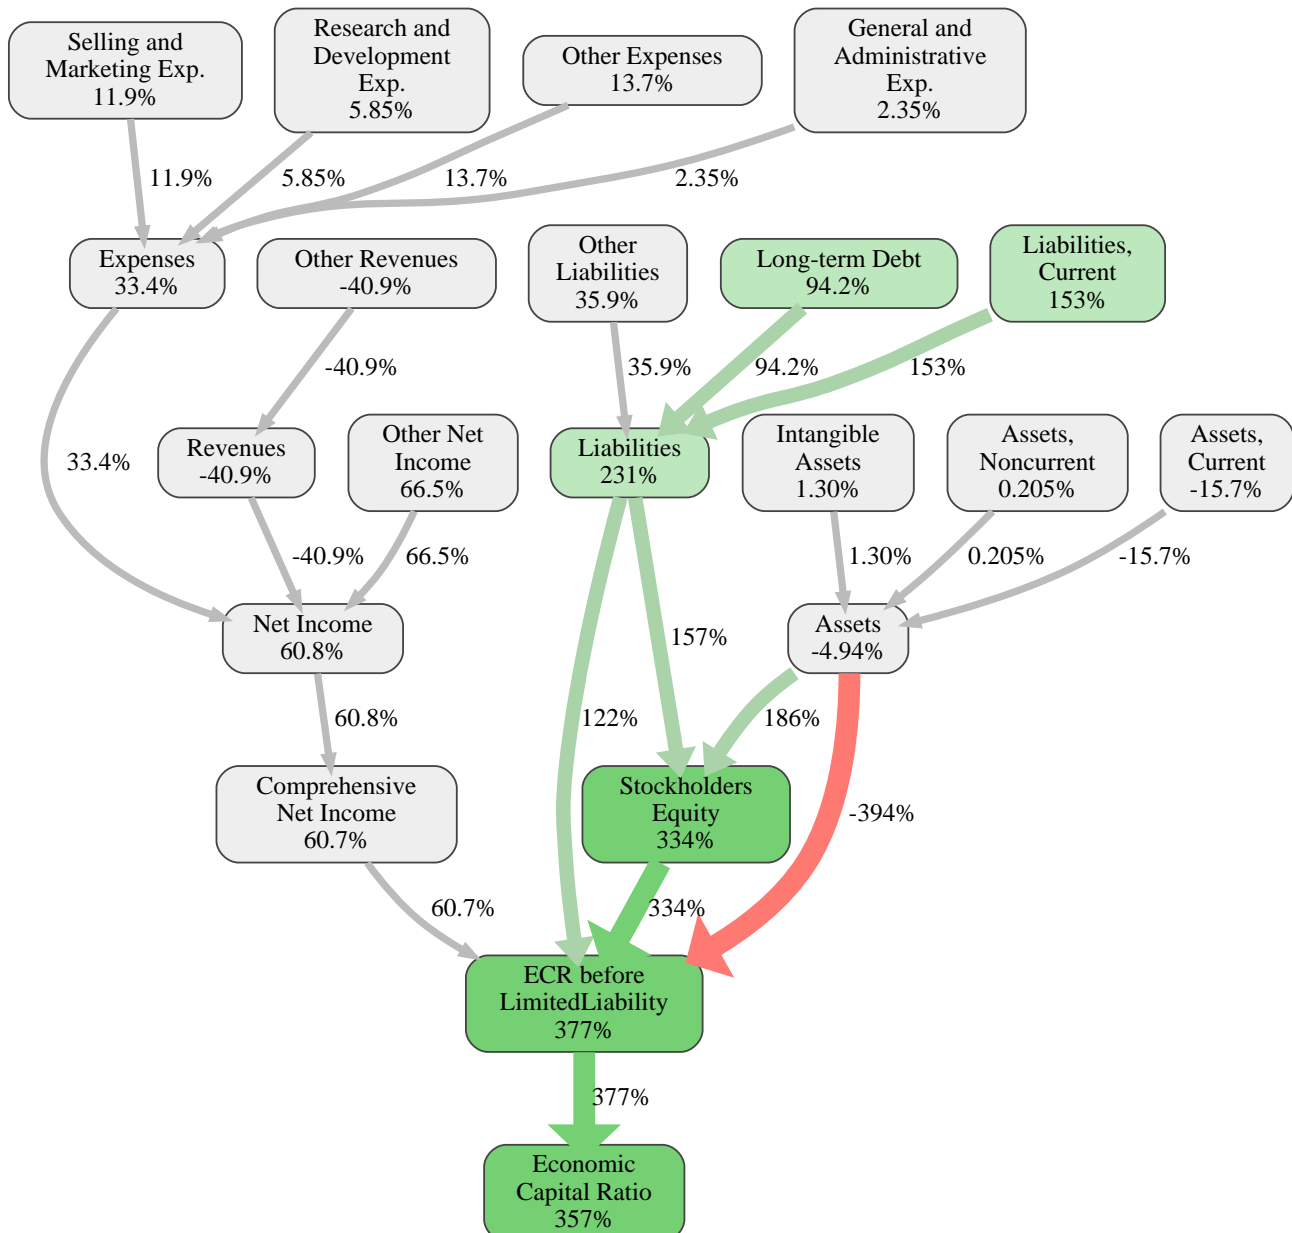 Selling and
Marketing Exp.
11.9%
Research and
Development
Exp.
5.85%
Other Expenses
13.7%
General and
Administrative
Exp.
2.35%
11.9%
5.85%
13.7%
2.35%
Expenses
33.4%
Other Revenues
-40.9%
Other
Liabilities
35.9%
Long-term Debt
94.2%
Liabilities,
Current
153%
-40.9%
35.9%
94.2%
153%
33.4%
Revenues
-40.9%
Other Net
Income
66.5%
Liabilities
231%
Intangible
Assets
1.30%
Assets,
Noncurrent
0.205%
Assets,
Current
-15.7%
-40.9%
66.5%
1.30%
0.205%
-15.7%
Net Income
60.8%
157%
Assets
-4.94%
60.8%
122%
186%
Comprehensive
Net Income
60.7%
Stockholders
Equity
334%
-394%
60.7%
334%
ECR before
LimitedLiability
377%
377%
Economic
Capital Ratio
357%